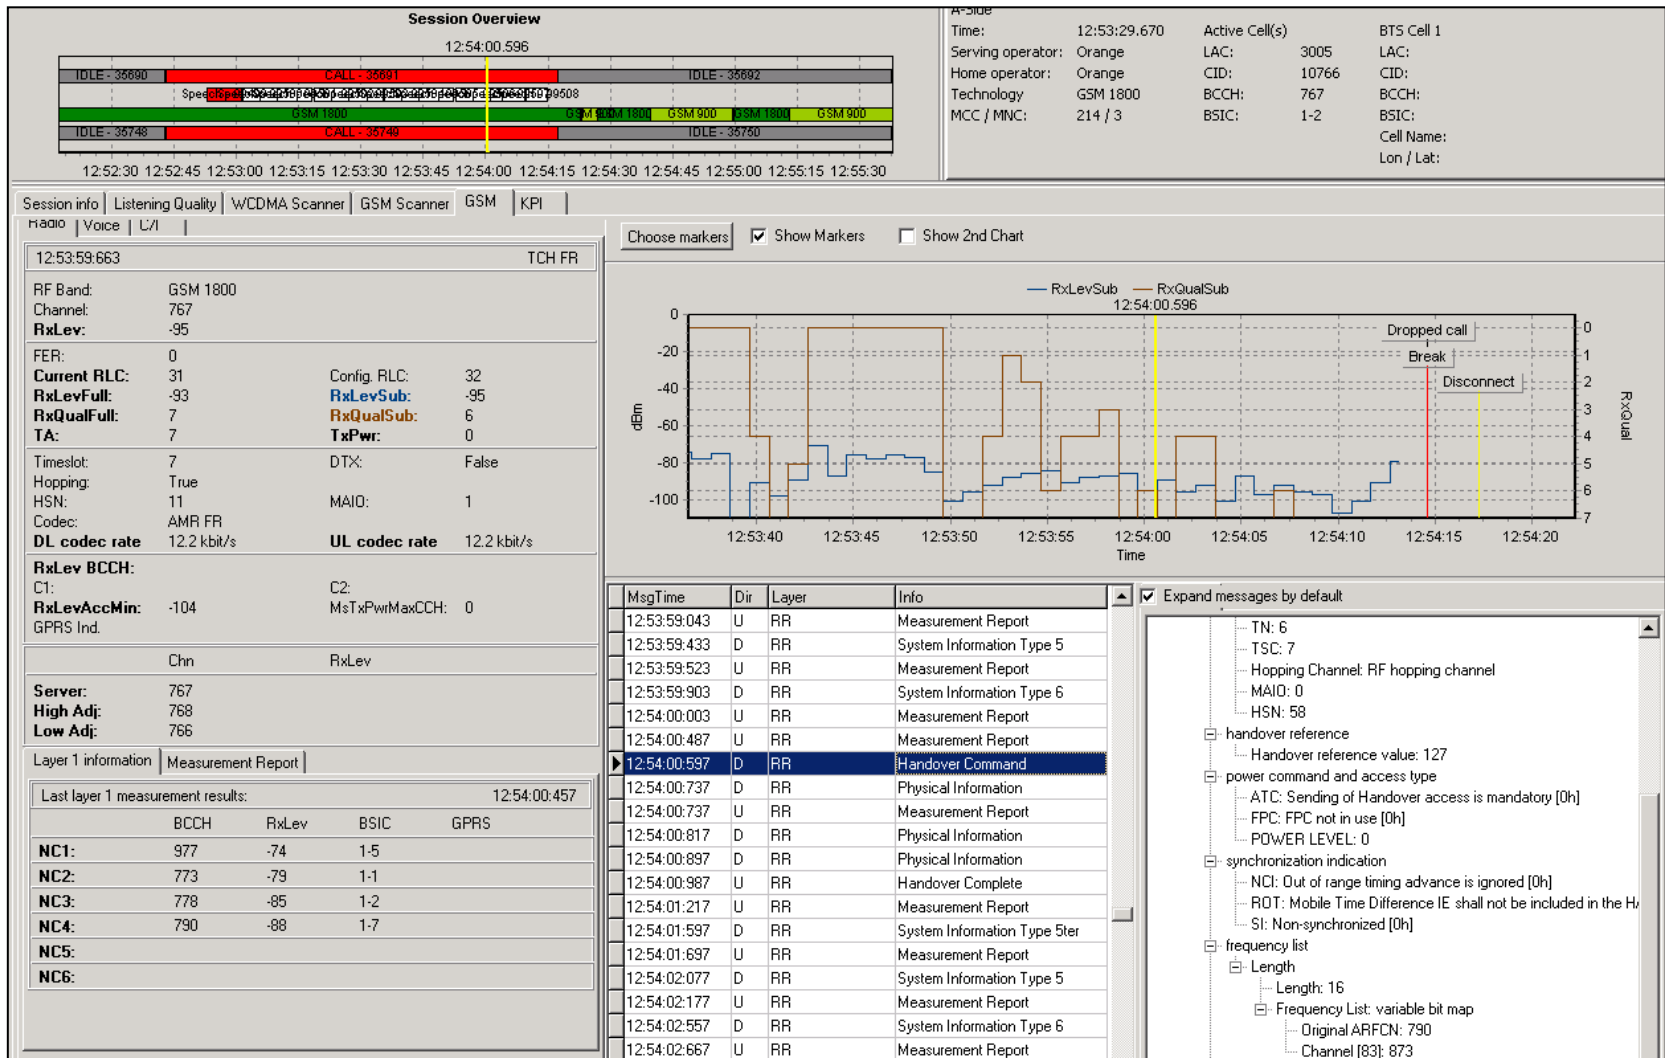 Session Overview
12:54:00.596
IDLE - 35690 CALL - 35691 IDLE - 35692
GSM 1800 GSM 1800 GSM 900 GSM 1800 GSM 900
IDLE - 35748 CALL - 35749 IDLE - 35750
12:52:30 12:52:45 12:53:00 12:53:15 12:53:30 12:53:45 12:54:00 12:54:15 12:54:30 12:54:45 12:55:00 12:55:15 12:55:30
A-Side
Time: 12:53:29.670 Active Cell(s) BTS Cell 1
Serving operator: Orange LAC: 3005 LAC:
Home operator: Orange CID: 10766 CID:
Technology GSM 1800 BCCH: 767 BCCH:
MCC / MNC: 214 / 3 BSIC: 1-2 BSIC:
Cell Name:
Lon / Lat:
Session info Listening Quality WCDMA Scanner GSM Scanner GSM KPI
Radio Voice C/I
12:53:59:663 TCH FR
RF Band: GSM 1800
Channel: 767
RxLev: -95
FER: 0
Current RLC: 31 Config. RLC: 32
RxLevFull: -93 RxLevSub: -95
RxQualFull: 7 RxQualSub: 6
TA: 7 TxPwr: 0
Timeslot: 7 DTX: False
Hopping: True
HSN: 11 MAIO: 1
Codec: AMR FR
DL codec rate 12.2 kbit/s UL codec rate 12.2 kbit/s
RxLev BCCH:
C1: C2:
RxLevAccMin: -104 MsTxPwrMaxCCH: 0
GPRS Ind.
Chn RxLev
Server: 767
High Adj: 768
Low Adj: 766
Layer 1 information Measurement Report
Last layer 1 measurement results: 12:54:00:457
BCCH RxLev BSIC GPRS
NC1: 977 -74 1-5
NC2: 773 -79 1-1
NC3: 778 -85 1-2
NC4: 790 -88 1-7
NC5:
NC6:
Choose markers Show Markers Show 2nd Chart
RxLevSub RxQualSub
12:54:00.596
0
-20
-40
-60
-80
-100
dBm
Dropped call
Break
Disconnect
0
1
2
3
4
5
6
7
RxQual
12:53:40 12:53:45 12:53:50 12:53:55 12:54:00 12:54:05 12:54:10 12:54:15 12:54:20
Time
MsgTime Dir Layer Info
12:53:59:043 U RR Measurement Report
12:53:59:433 D RR System Information Type 5
12:53:59:523 U RR Measurement Report
12:53:59:903 D RR System Information Type 6
12:54:00:003 U RR Measurement Report
12:54:00:487 U RR Measurement Report
12:54:00:597 D RR Handover Command
12:54:00:737 D RR Physical Information
12:54:00:737 U RR Measurement Report
12:54:00:817 D RR Physical Information
12:54:00:897 D RR Physical Information
12:54:00:987 U RR Handover Complete
12:54:01:217 U RR Measurement Report
12:54:01:597 D RR System Information Type 5ter
12:54:01:697 U RR Measurement Report
12:54:02:077 D RR System Information Type 5
12:54:02:177 U RR Measurement Report
12:54:02:557 D RR System Information Type 6
12:54:02:667 U RR Measurement Report
Expand messages by default
TN: 6
TSC: 7
Hopping Channel: RF hopping channel
MAIO: 0
HSN: 58
handover reference
Handover reference value: 127
power command and access type
ATC: Sending of Handover access is mandatory [0h]
FPC: FPC not in use [0h]
POWER LEVEL: 0
synchronization indication
NCI: Out of range timing advance is ignored [0h]
ROT: Mobile Time Difference IE shall not be included in the
SI: Non-synchronized [0h]
frequency list
Length
Length: 16
Frequency List: variable bit map
Original ARFCN: 790
Channel [83]: 873